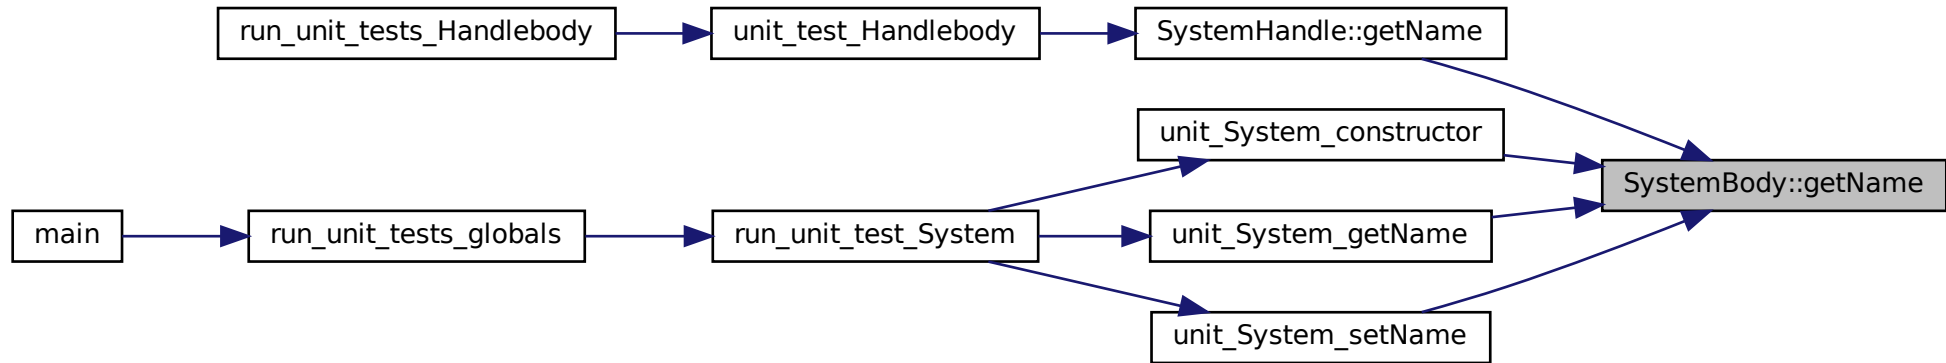 run_unit_tests_Handlebody
unit_test_Handlebody
SystemHandle::getName
unit_System_constructor
SystemBody::getName
main
run_unit_tests_globals
run_unit_test_System
unit_System_getName
unit_System_setName